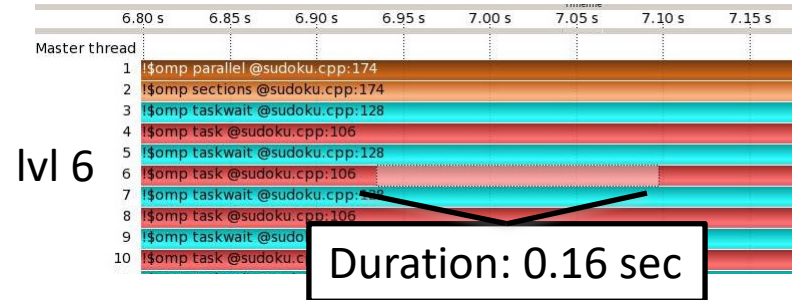 6.80 s 6.85 s 6.90 s 6.95 s 7.00 s 7.05 s 7.10 s 7.15 s
Master thread
1 !$omp parallel @sudoku.cpp:174
2 !$omp sections @sudoku.cpp:174
3 !$omp taskwait @sudoku.cpp:128
4 !$omp task @sudoku.cpp:106
5 !$omp taskwait @sudoku.cpp:128
lvl 6
6 !$omp task @sudoku.cpp:106
7 !$omp taskwait @sudoku.cpp:128
8 !$omp task @sudoku.cpp:106
9 !$omp taskwait @sudo
10 !$omp task @sudoku.c
Duration: 0.16 sec